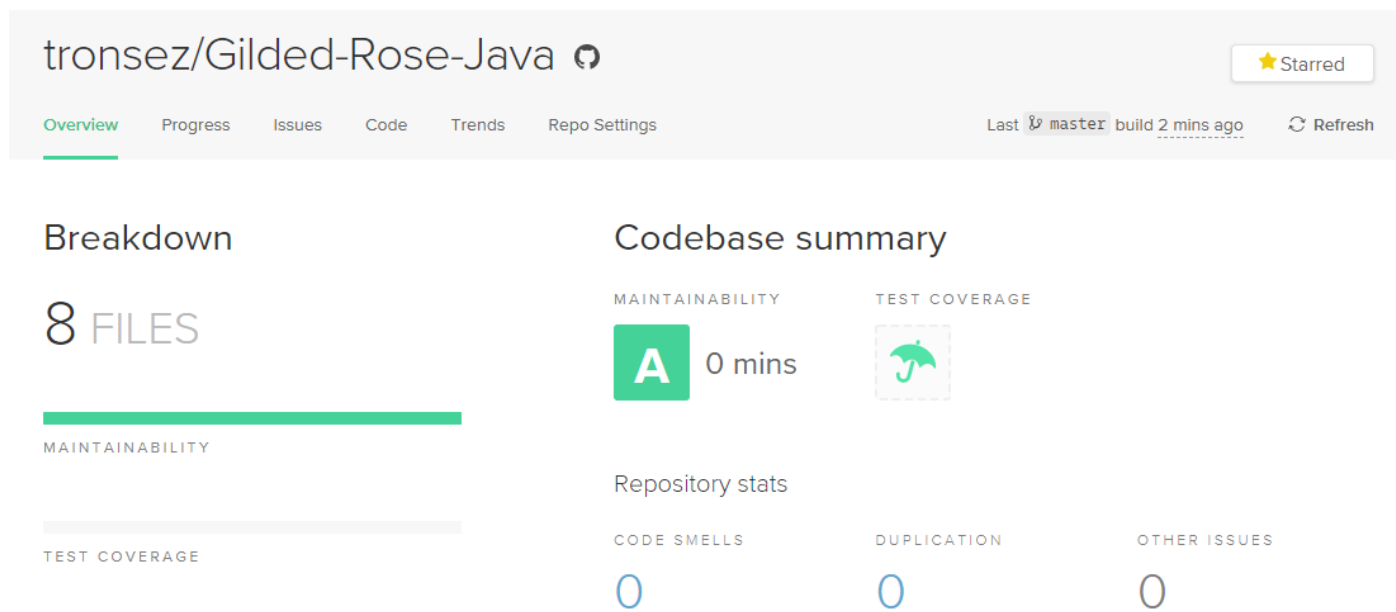 tronsez/Gilded-Rose-Java
Starred
Overview Progress Issues Code Trends Repo Settings Last master build 2 mins ago Refresh
Breakdown
Codebase summary
8 FILES
MAINTAINABILITY TEST COVERAGE
A 0 mins
MAINTAINABILITY
TEST COVERAGE
Repository stats
CODE SMELLS DUPLICATION OTHER ISSUES
0 0 0